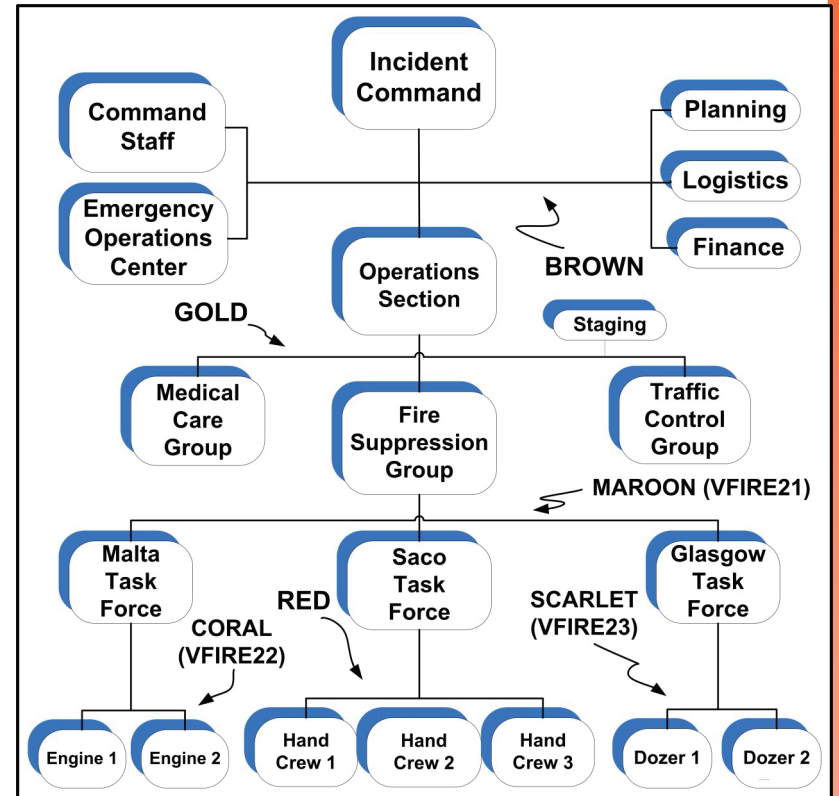 Incident
Command
Command
Staff
Planning
Logistics
Emergency
Operations
Center
Finance
BROWN
Operations
Section
GOLD
Staging
Medical
Care
Group
Fire
Suppression
Group
Traffic
Control
Group
MAROON (VFIRE21)
Malta
Task
Force
Saco
Task
Force
Glasgow
Task
Force
CORAL
(VFIRE22)
RED
SCARLET
(VFIRE23)
Engine 1
Engine 2
Hand
Crew 1
Hand
Crew 2
Hand
Crew 3
Dozer 1
Dozer 2